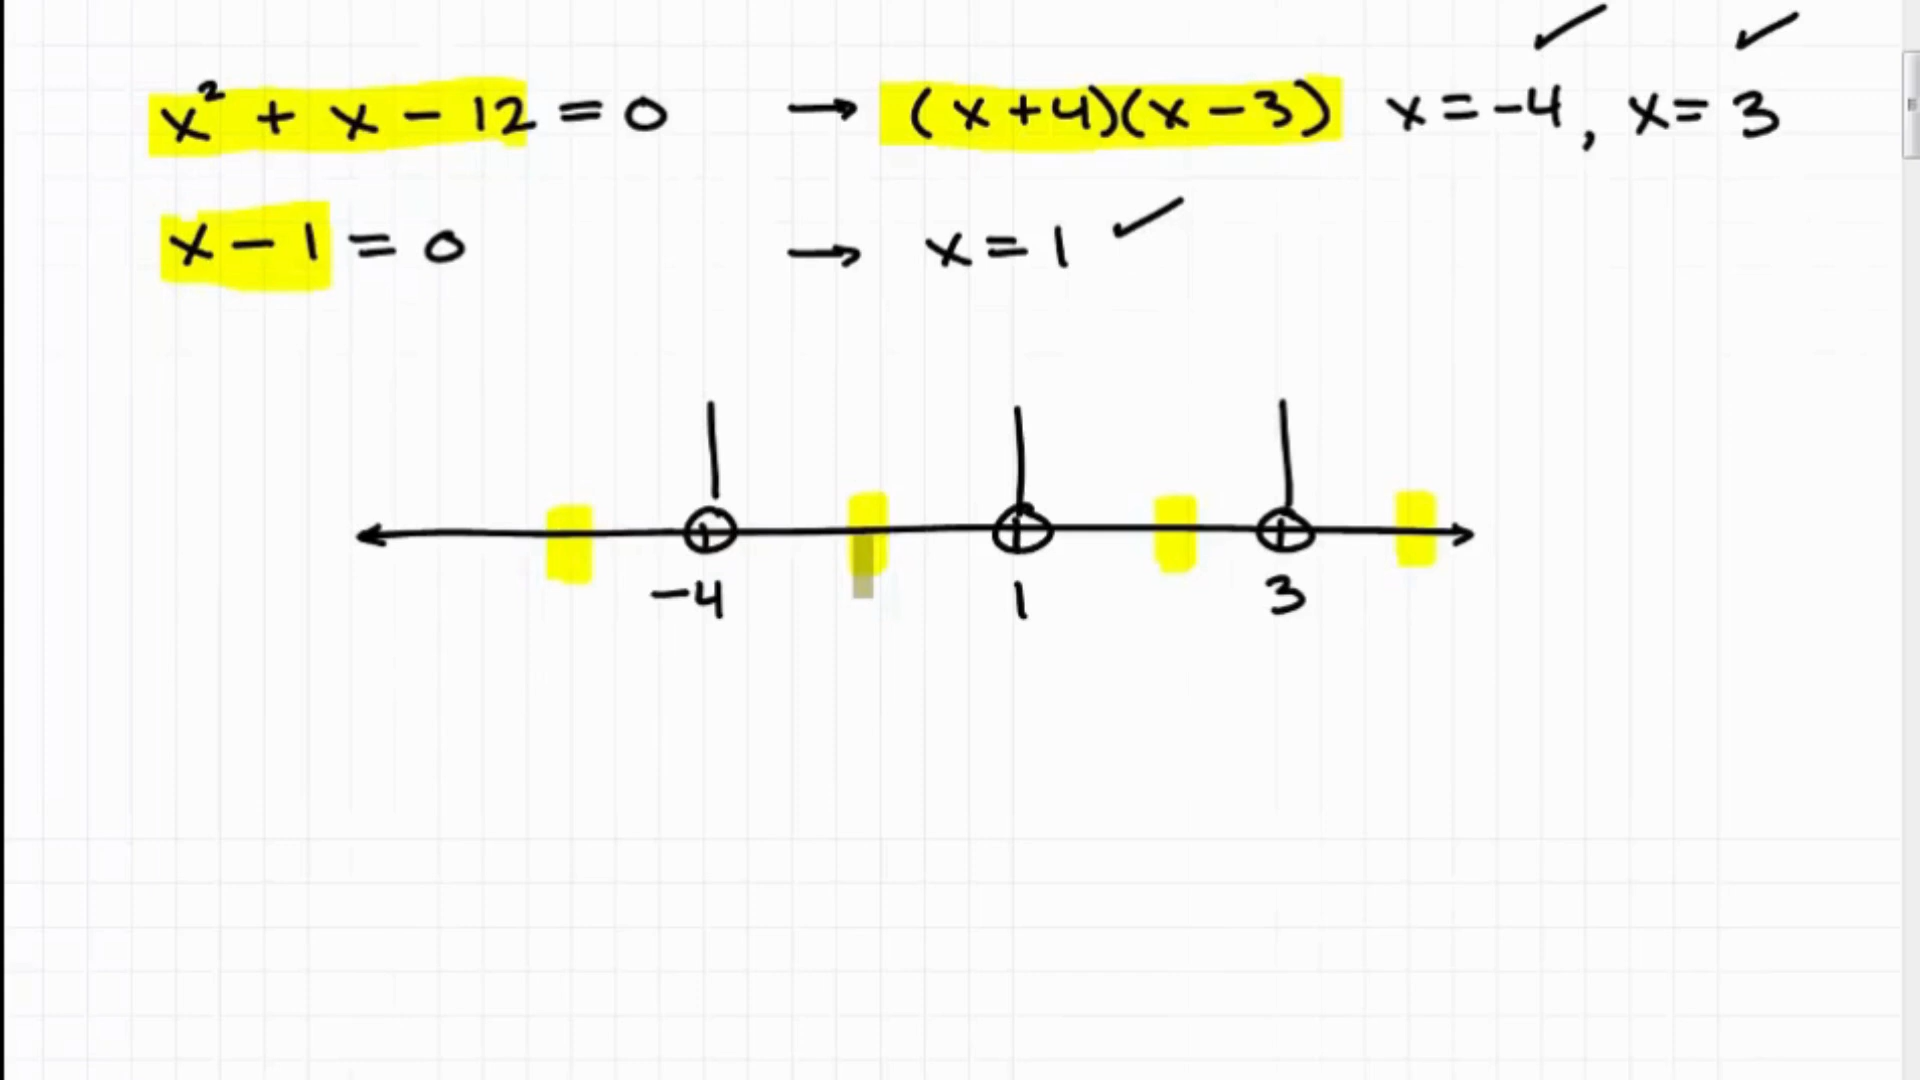 x² + x - 12 = 0 → (x+4)(x-3) x=-4, x=3
x - 1 = 0 → x = 1
-4 1 3